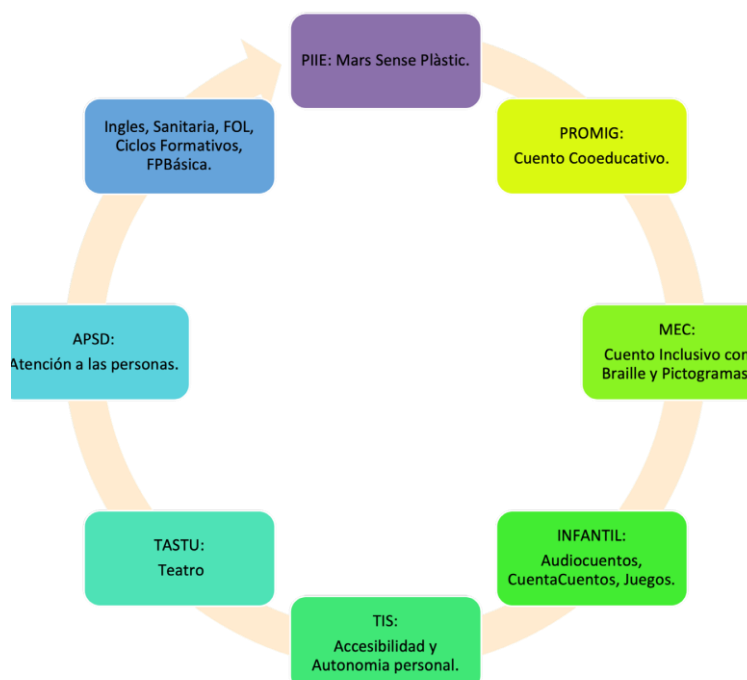 PIIE: Mars Sense Plàstic.
PROMIG:
Cuento Cooeducativo.
MEC:
Cuento Inclusivo con
Braille y Pictogramas
INFANTIL:
Audiocuentos,
CuentaCuentos, Juegos.
TIS:
Accesibilidad y
Autonomia personal.
TASTU:
Teatro
APSD:
Atención a las personas.
Ingles, Sanitaria, FOL,
Ciclos Formativos,
FPBásica.